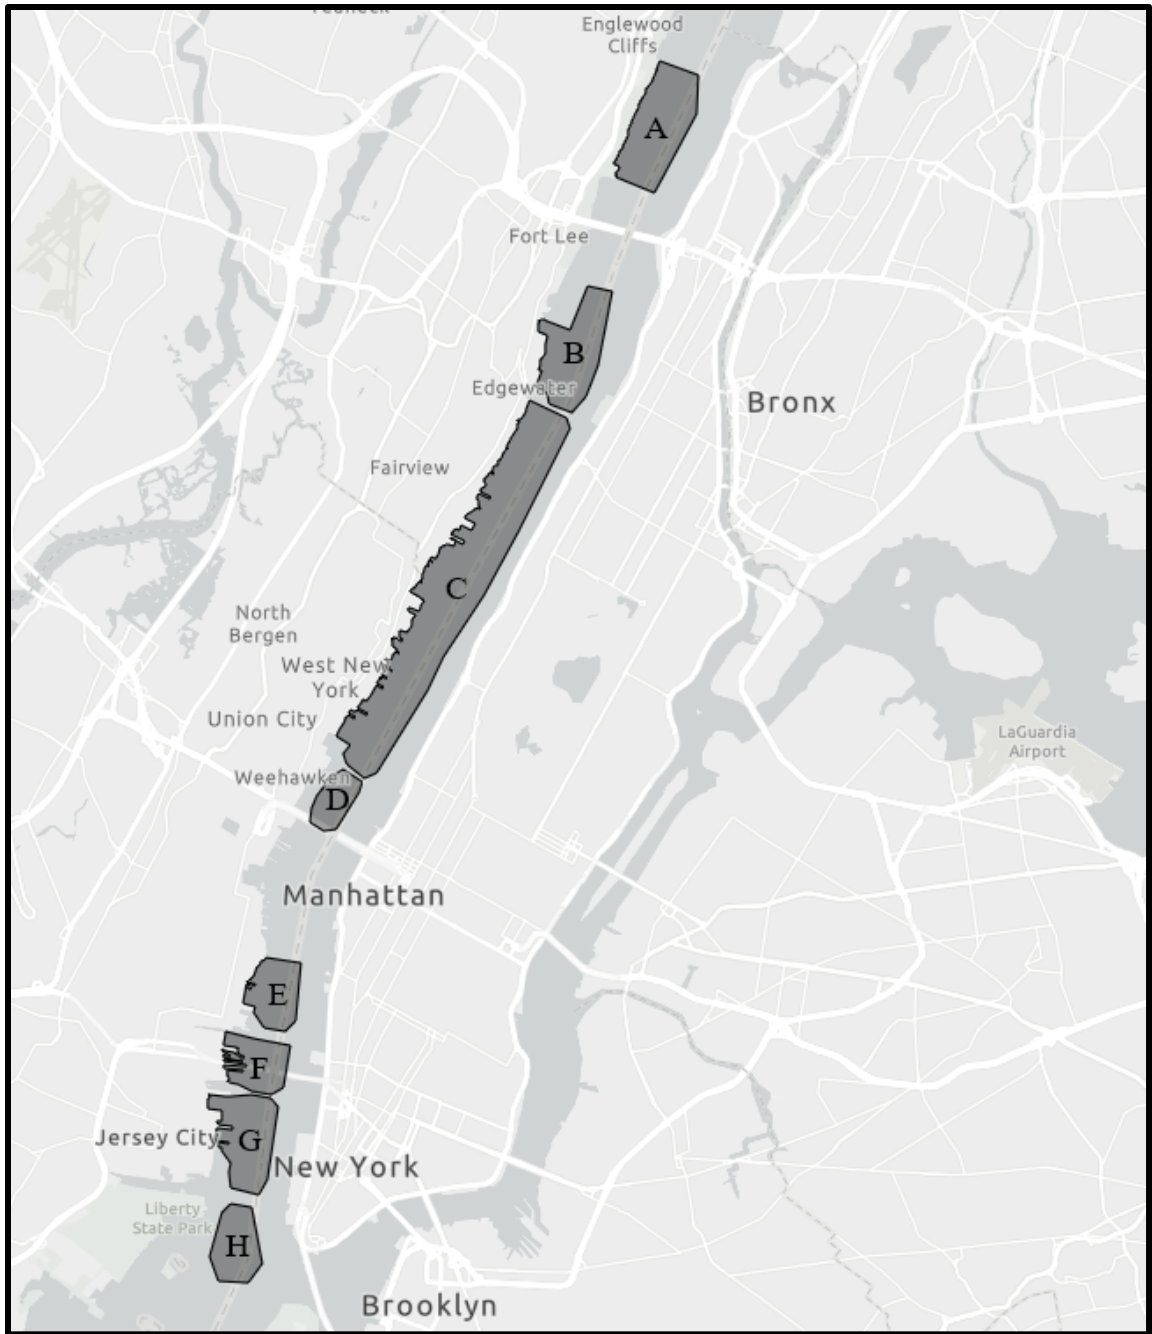 Englewood
Cliffs
A
Fort Lee
B
Edgewater
Bronx
Fairview
C
North
Bergen
West New
York
Union City
LaGuardia
Airport
Weehawken
D
Manhattan
E
F
Jersey City
G
New York
Liberty
State Park
H
Brooklyn